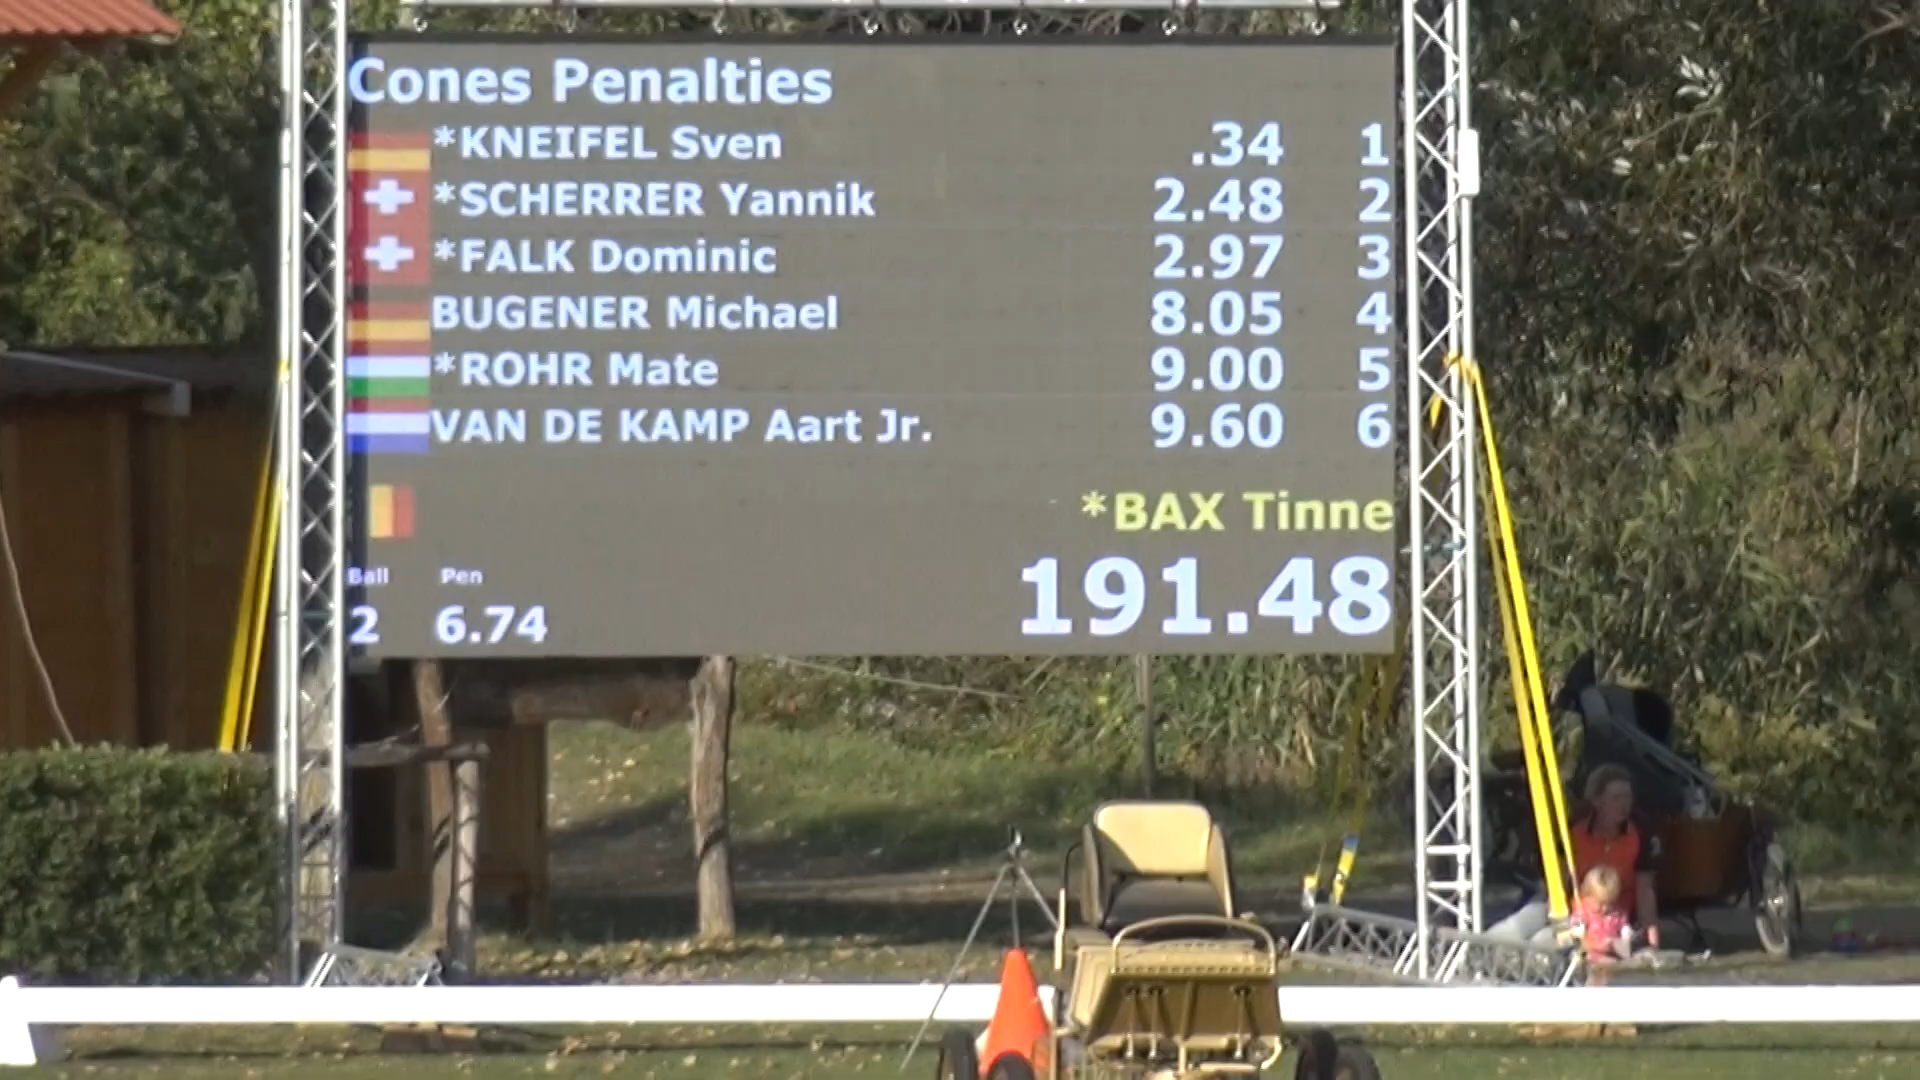 Cones Penalties
*KNEIFEL Sven .34 1
*SCHERRER Yannik 2.48 2
*FALK Dominic 2.97 3
BUGENER Michael 8.05 4
*ROHR Mate 9.00 5
VAN DE KAMP Aart Jr. 9.60 6
*BAX Tinne
Ball Pen
2 6.74 191.48